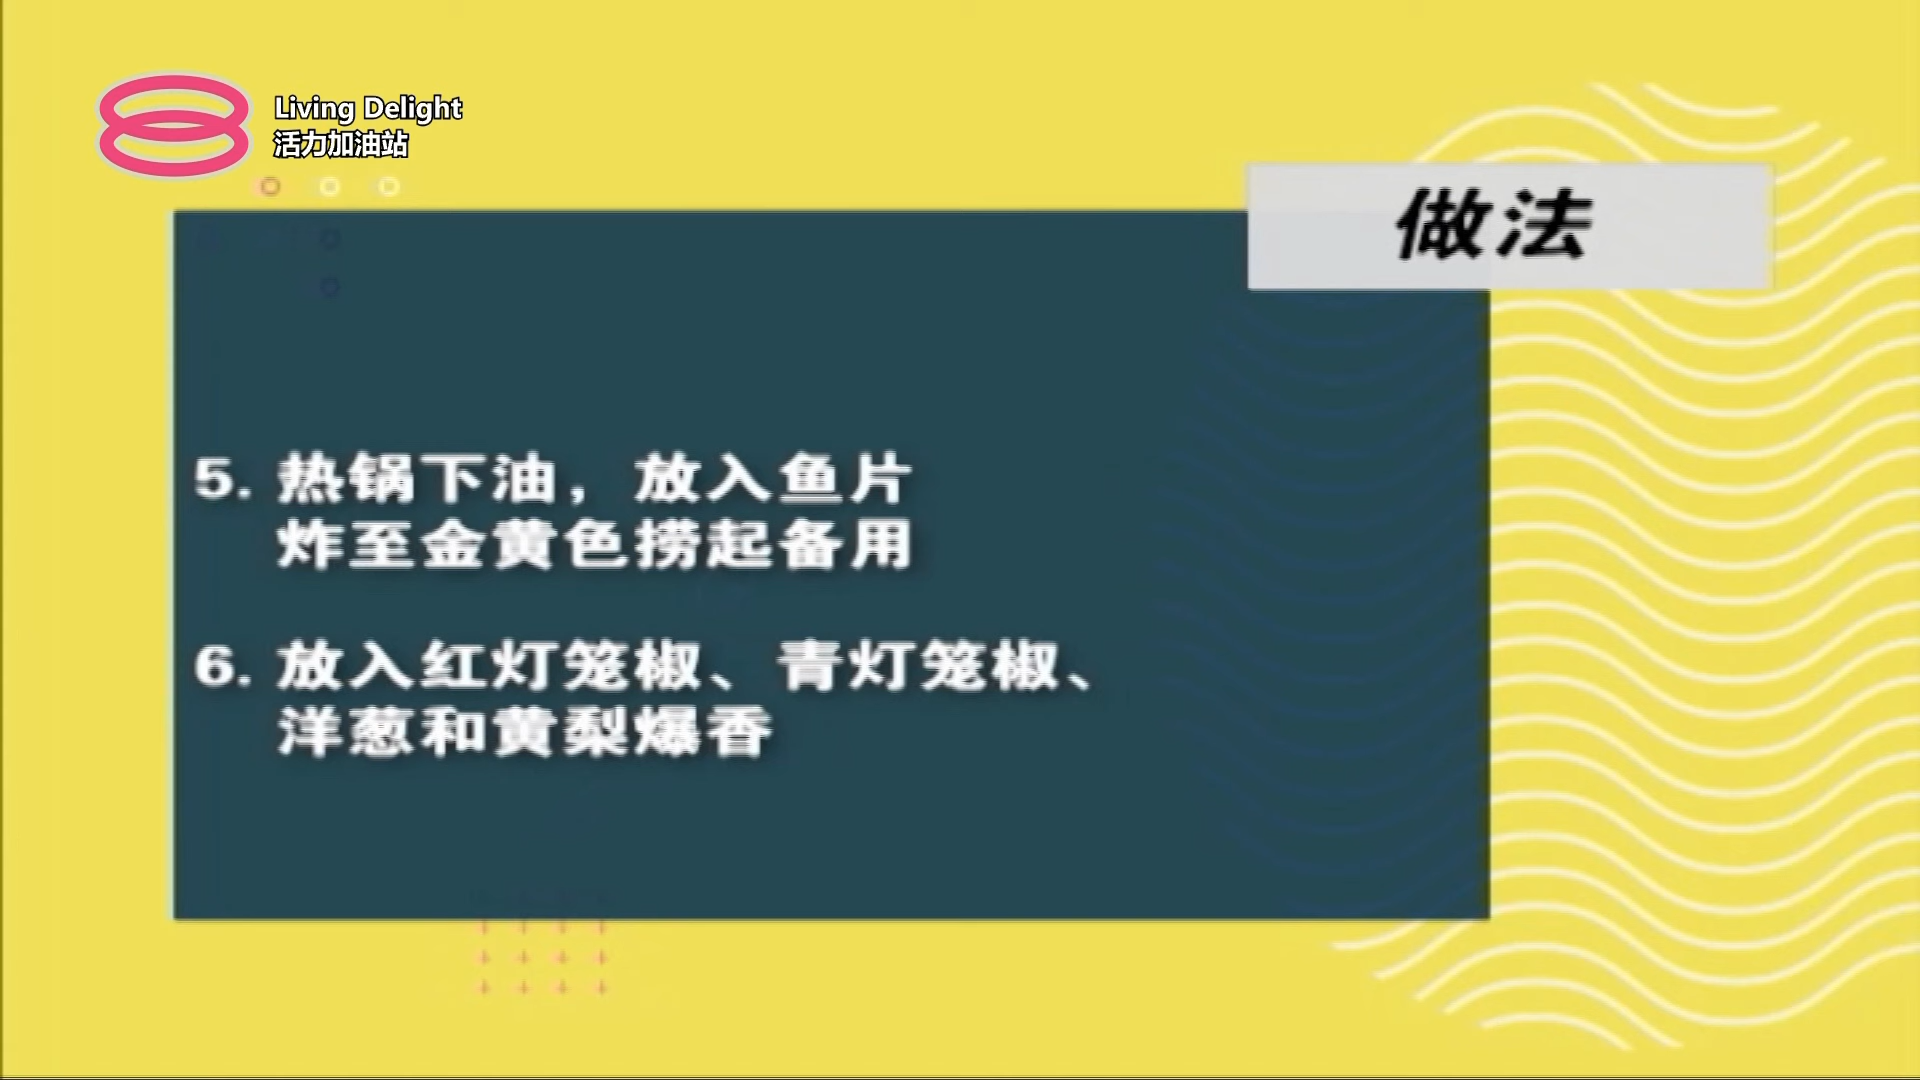 Living Delight
活力加油站
做法
5. 热锅下油，放入鱼片
炸至金黄色捞起备用
6. 放入红灯笼椒、青灯笼椒、
洋葱和黄梨爆香